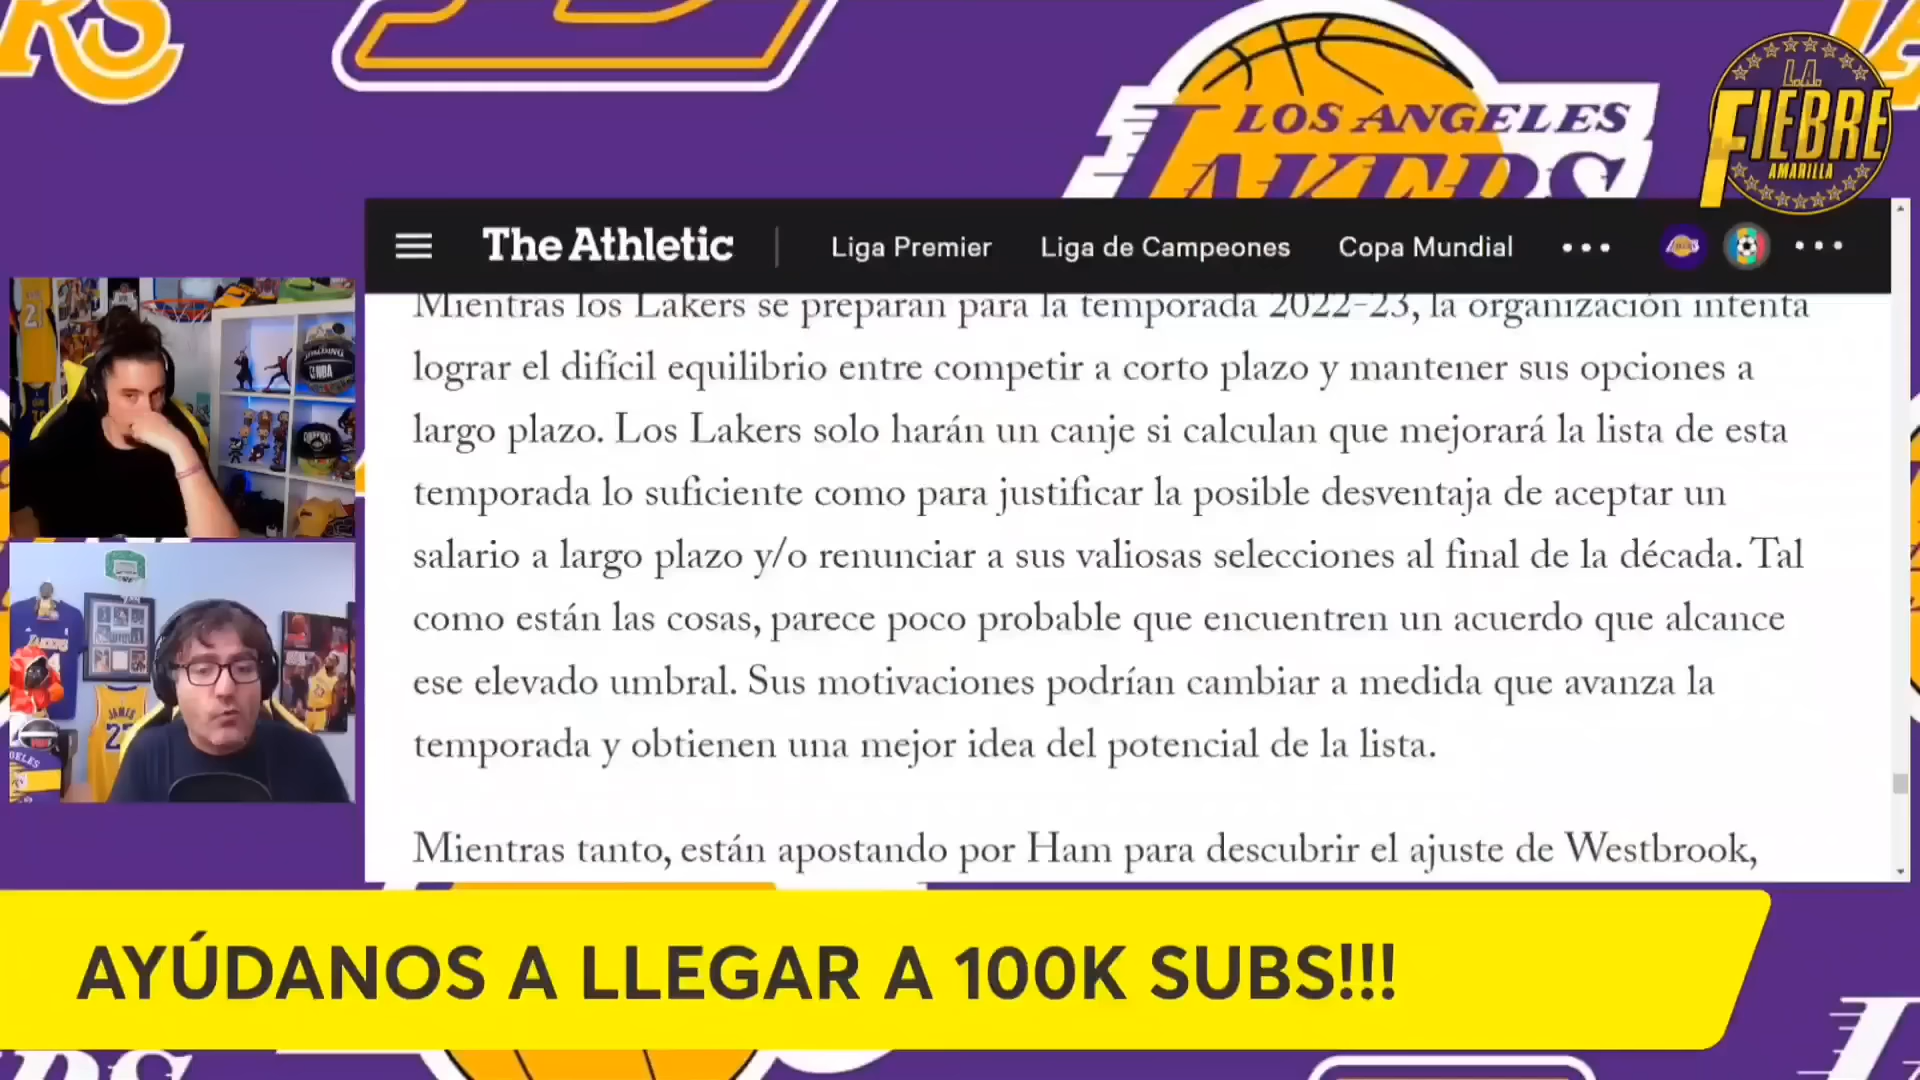 LOS ANGELES
LAKERS
L.A.
FIEBRE
AMARILLA
The Athletic
Liga Premier
Liga de Campeones
Copa Mundial
Mientras los Lakers se preparan para la temporada 2022-23, la organización intenta
lograr el difícil equilibrio entre competir a corto plazo y mantener sus opciones a
largo plazo. Los Lakers solo harán un canje si calculan que mejorará la lista de esta
temporada lo suficiente como para justificar la posible desventaja de aceptar un
salario a largo plazo y/o renunciar a sus valiosas selecciones al final de la década. Tal
como están las cosas, parece poco probable que encuentren un acuerdo que alcance
ese elevado umbral. Sus motivaciones podrían cambiar a medida que avanza la
temporada y obtienen una mejor idea del potencial de la lista.
Mientras tanto, están apostando por Ham para descubrir el ajuste de Westbrook,
SPALDING
NBA
JAMES
AYÚDANOS A LLEGAR A 100K SUBS!!!